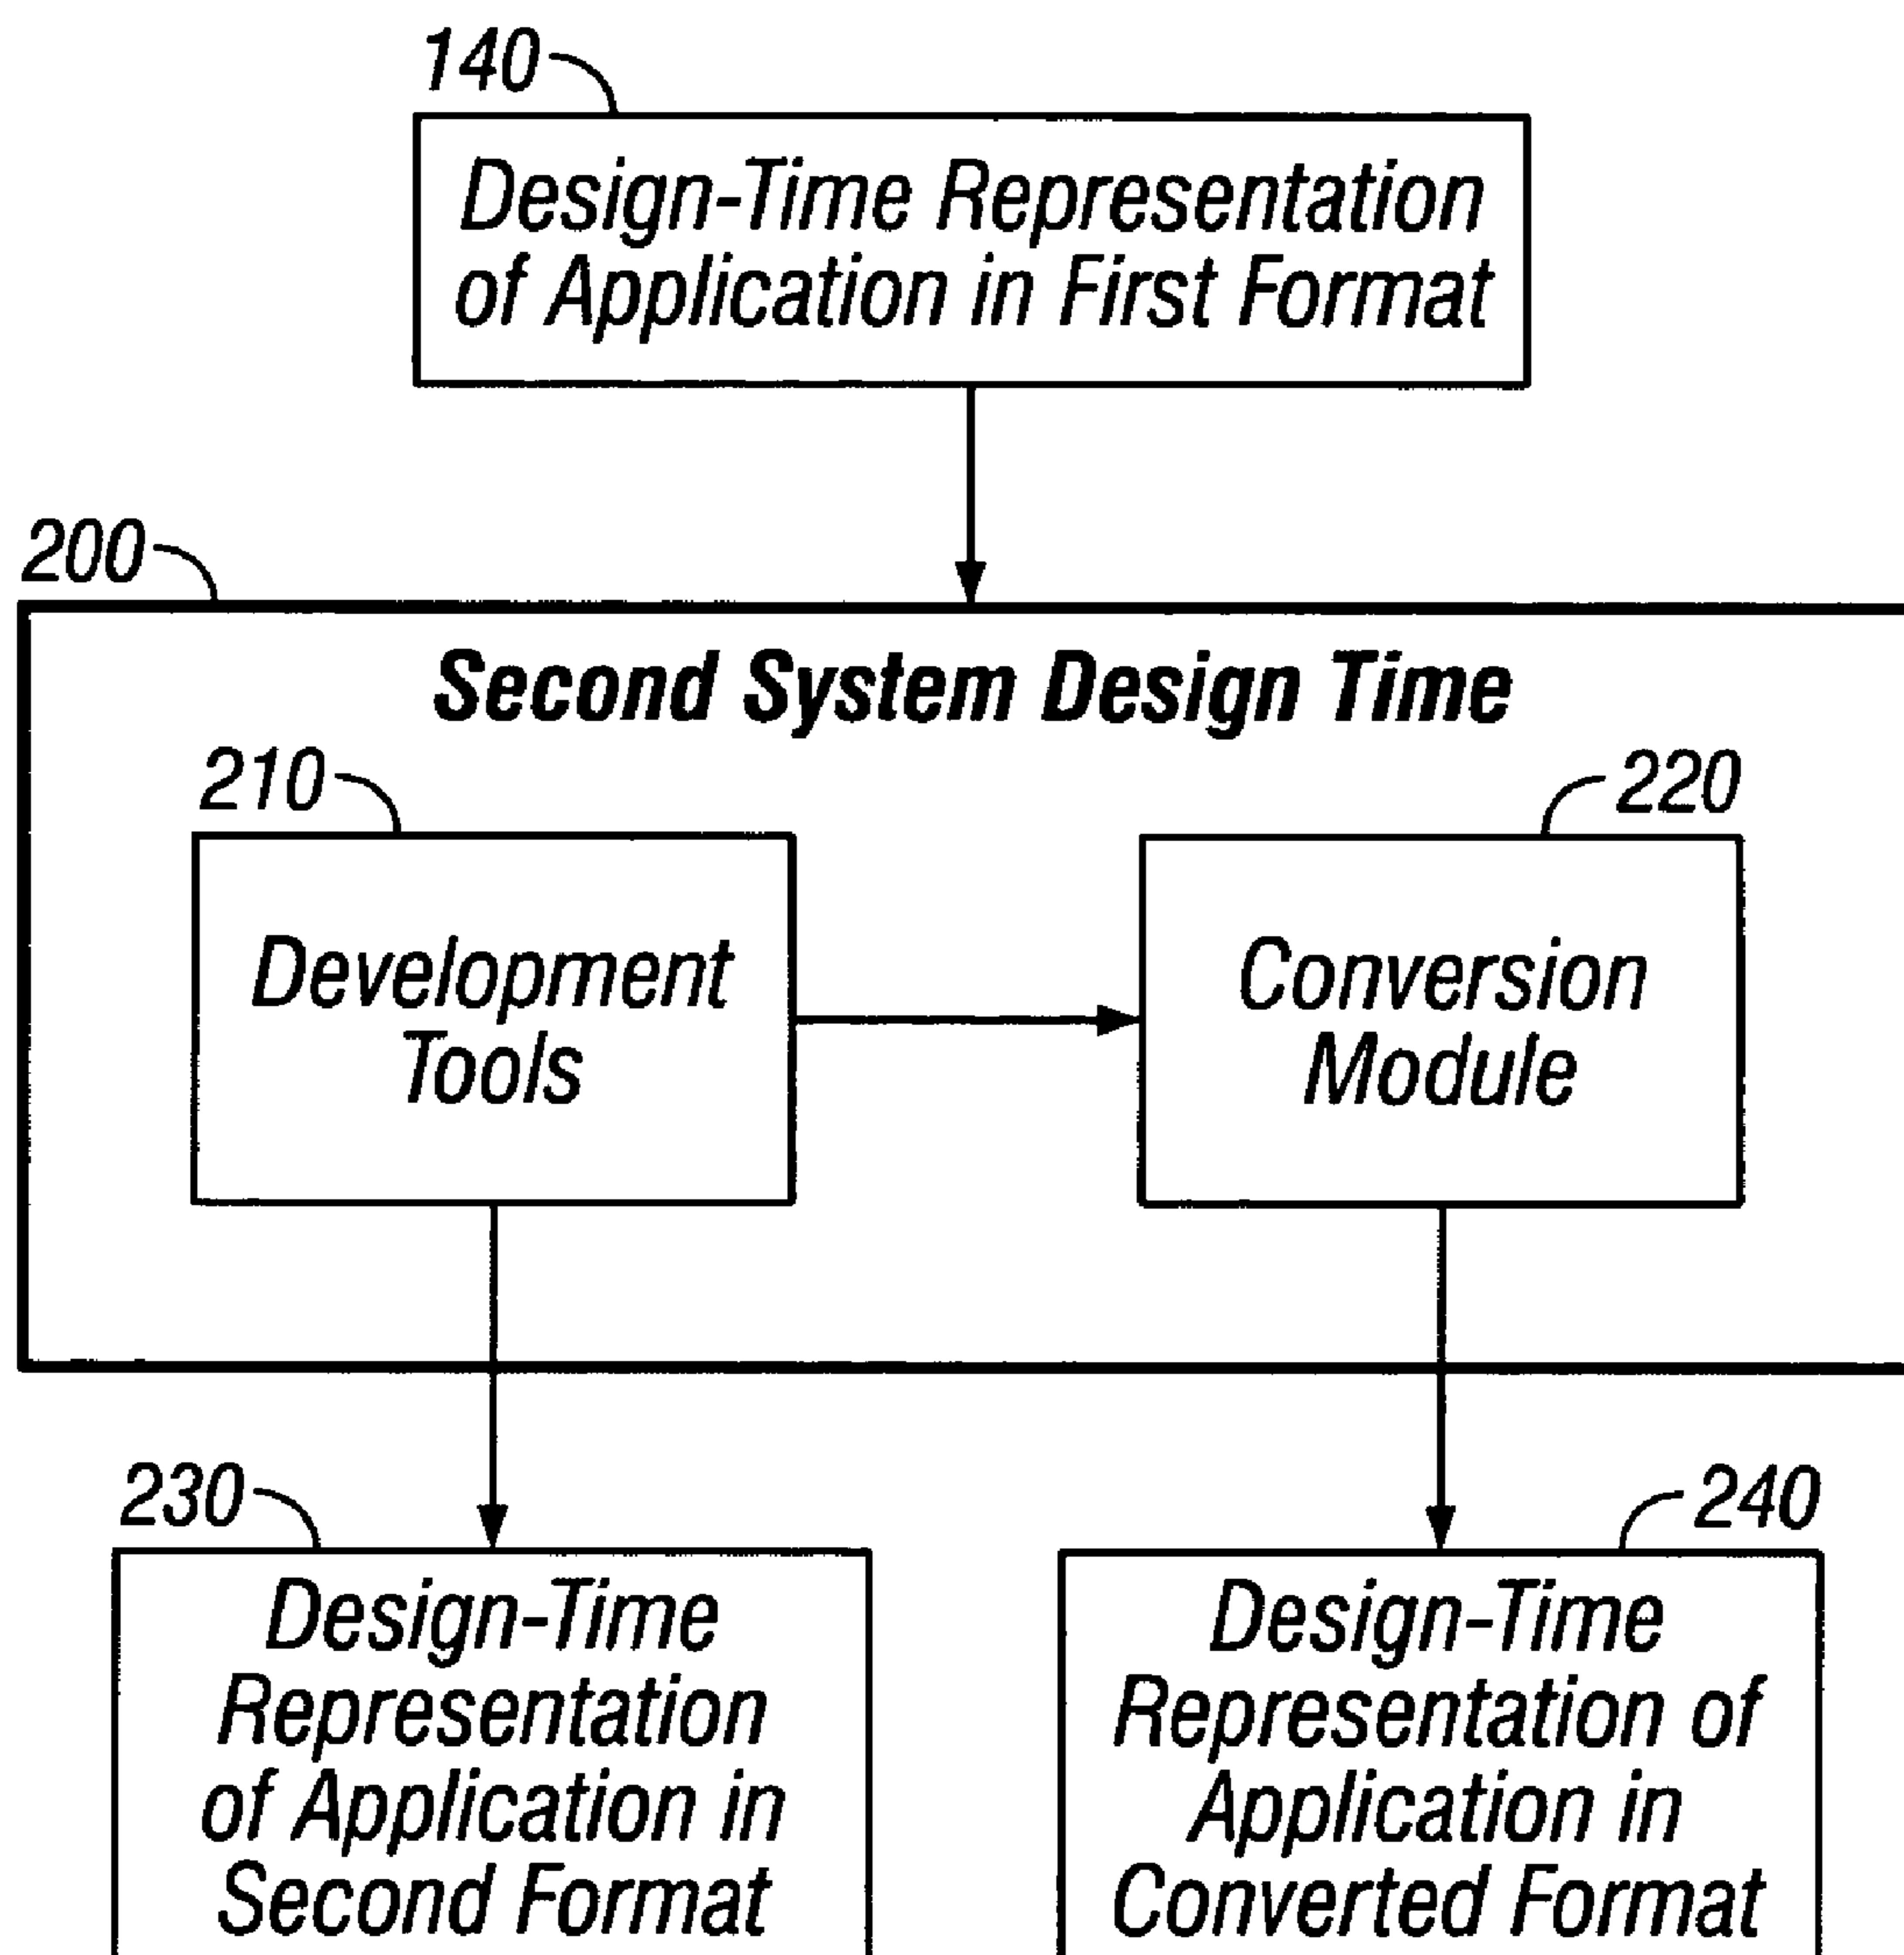 140
Design-Time Representation
of Application in First Format
200
Second System Design Time
210
220
Development
Tools
Conversion
Module
230
240
Design-Time
Representation
of Application in
Second Format
Design-Time
Representation of
Application in
Converted Format